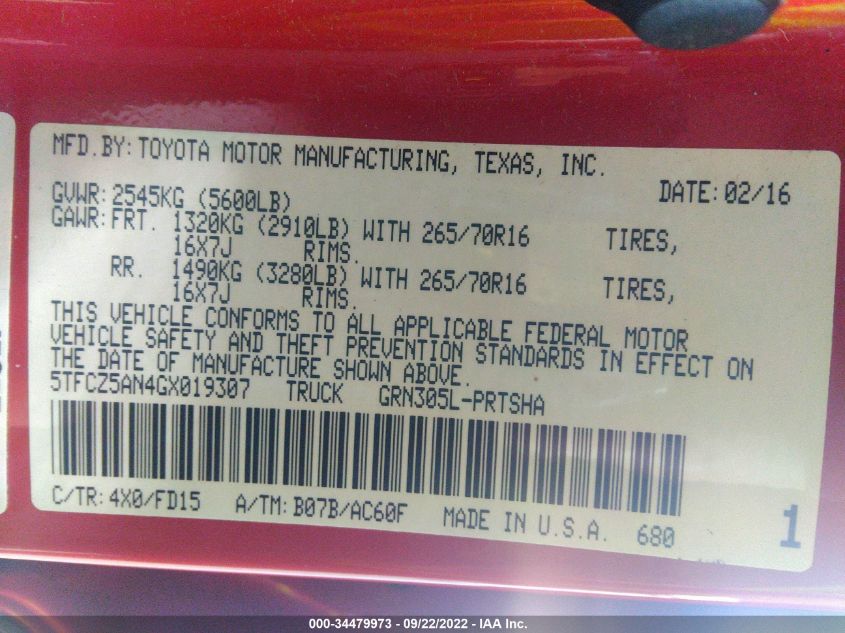 MFD.BY: TOYOTA MOTOR MANUFACTURING, TEXAS, INC.
DATE: 02/16
GVWR: 2545KG (5600LB)
GAWR: FRT. 1320KG (2910LB) WITH 265/70R16 TIRES,
16X7J RIMS.
RR. 1490KG (3280LB) WITH 265/70R16 TIRES,
16X7J RIMS.
THIS VEHICLE CONFORMS TO ALL APPLICABLE FEDERAL MOTOR
VEHICLE SAFETY AND THEFT PREVENTION STANDARDS IN EFFECT ON
THE DATE OF MANUFACTURE SHOWN ABOVE.
5TFCZ5AN4GX019307 TRUCK GRN305L-PRTSHA
C/TR: 4X0/FD15 A/TM: B07B/AC60F MADE IN U.S.A. 680 1
000-34479973 - 09/22/2022 - IAA Inc.